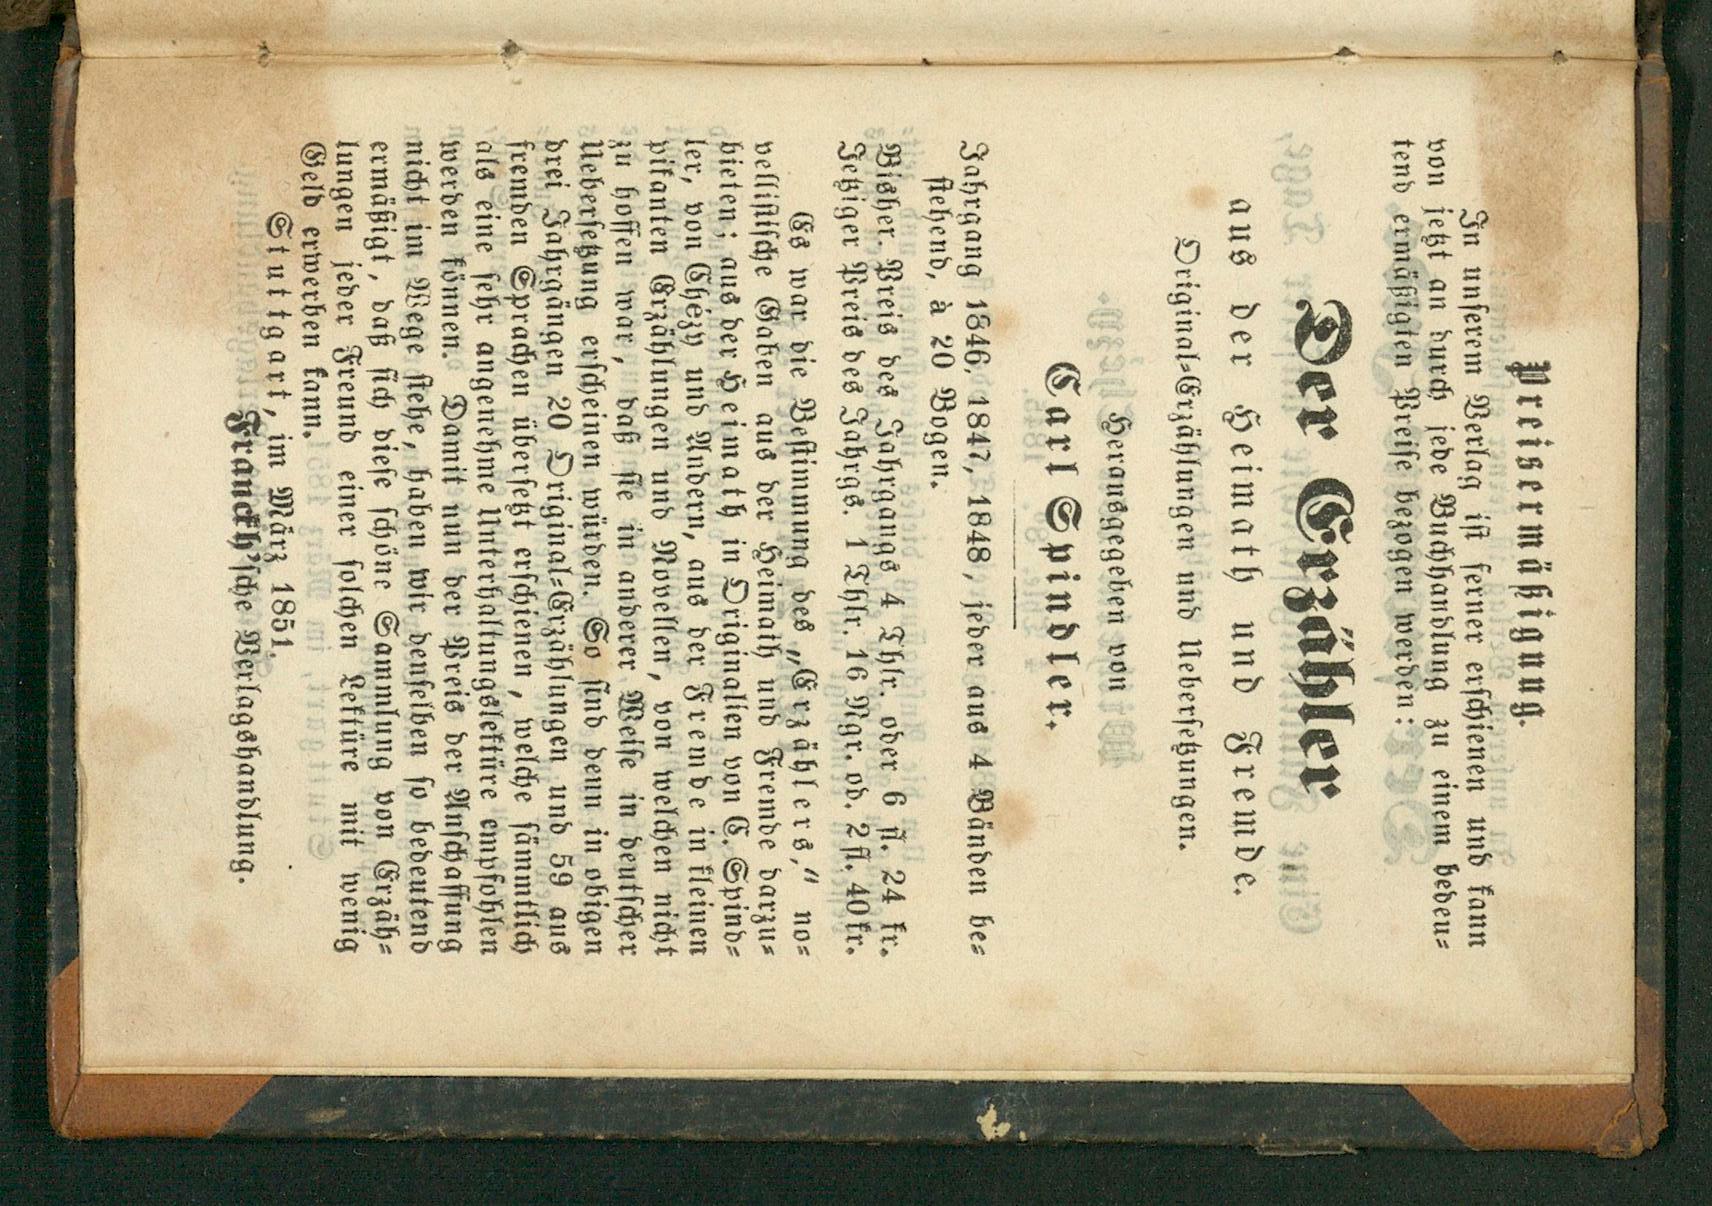 Preisermäßigung.
In unserem Verlag ist ferner erschienen und kann
von jetzt an durch jede Buchhandlung zu einem bedeu-
tend ermäßigten Preise bezogen werden:
Der Erzähler
aus der Heimath und Fremde.
Original-Erzählungen und Uebersetzungen.
Herausgegeben von
Carl Spindler.
Jahrgang 1846, 1847, 1848, jeder aus 4 Bänden be-
stehend, à 20 Bogen.
Bisher. Preis des Jahrgangs 4 Thlr. oder 6 fl. 24 kr.
Jetziger Preis des Jahrgs. 1 Thlr. 16 Ngr. od. 2 fl. 40 kr.
Es war die Bestimmung des „Erzählers,“ no-
vellistische Gaben aus der Heimath und Fremde darzu-
bieten; aus der Heimath in Originalien von C. Spind-
ler, von Chézy und Andern, aus der Fremde in kleinen
pikanten Erzählungen und Novellen, von welchen nicht
zu hoffen war, daß sie in anderer Weise in deutscher
Uebersetzung erscheinen würden. So sind denn in obigen
drei Jahrgängen 20 Original-Erzählungen und 59 aus
fremden Sprachen übersetzt erschienen, welche sämmtlich
als eine sehr angenehme Unterhaltungslektüre empfohlen
werden können. Damit nun der Preis der Anschaffung
nicht im Wege stehe, haben wir denselben so bedeutend
ermäßigt, daß sich diese schöne Sammlung von Erzäh-
lungen jeder Freund einer solchen Lektüre mit wenig
Geld erwerben kann.
Stuttgart, im März 1851.
Franckh'sche Verlagshandlung.